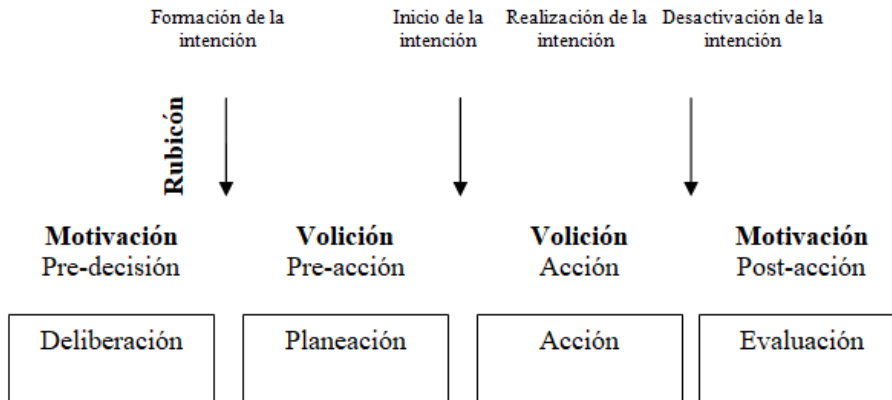 Formación de la
intención
Inicio de la
intención
Realización de la
intención
Desactivación de la
intención
Rubicón
Motivación
Pre-decisión
Volición
Pre-acción
Volición
Acción
Motivación
Post-acción
Deliberación
Planeación
Acción
Evaluación